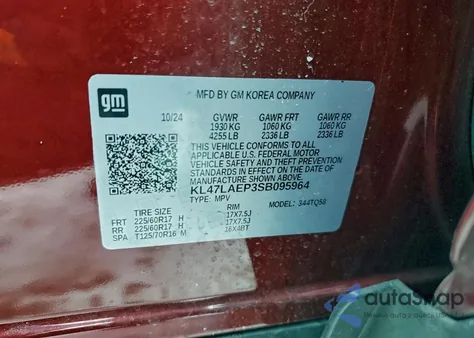 gm
MFD BY GM KOREA COMPANY
10/24 GVWR GAWR FRT GAWR RR
1930 KG 1060 KG 1060 KG
4255 LB 2336 LB 2336 LB
THIS VEHICLE CONFORMS TO ALL
APPLICABLE U.S. FEDERAL MOTOR
VEHICLE SAFETY AND THEFT PREVENTION
STANDARDS IN EFFECT ON THE DATE OF
MANUFACTURE SHOWN ABOVE.
KL47LAEP3SB095964
TYPE: MPV MODEL: 344TQ58
TIRE SIZE RIM
FRT 225/60R17 H 17X7.5J
RR 225/60R17 H 17X7.5J
SPA T125/70R16 M 16X4BT